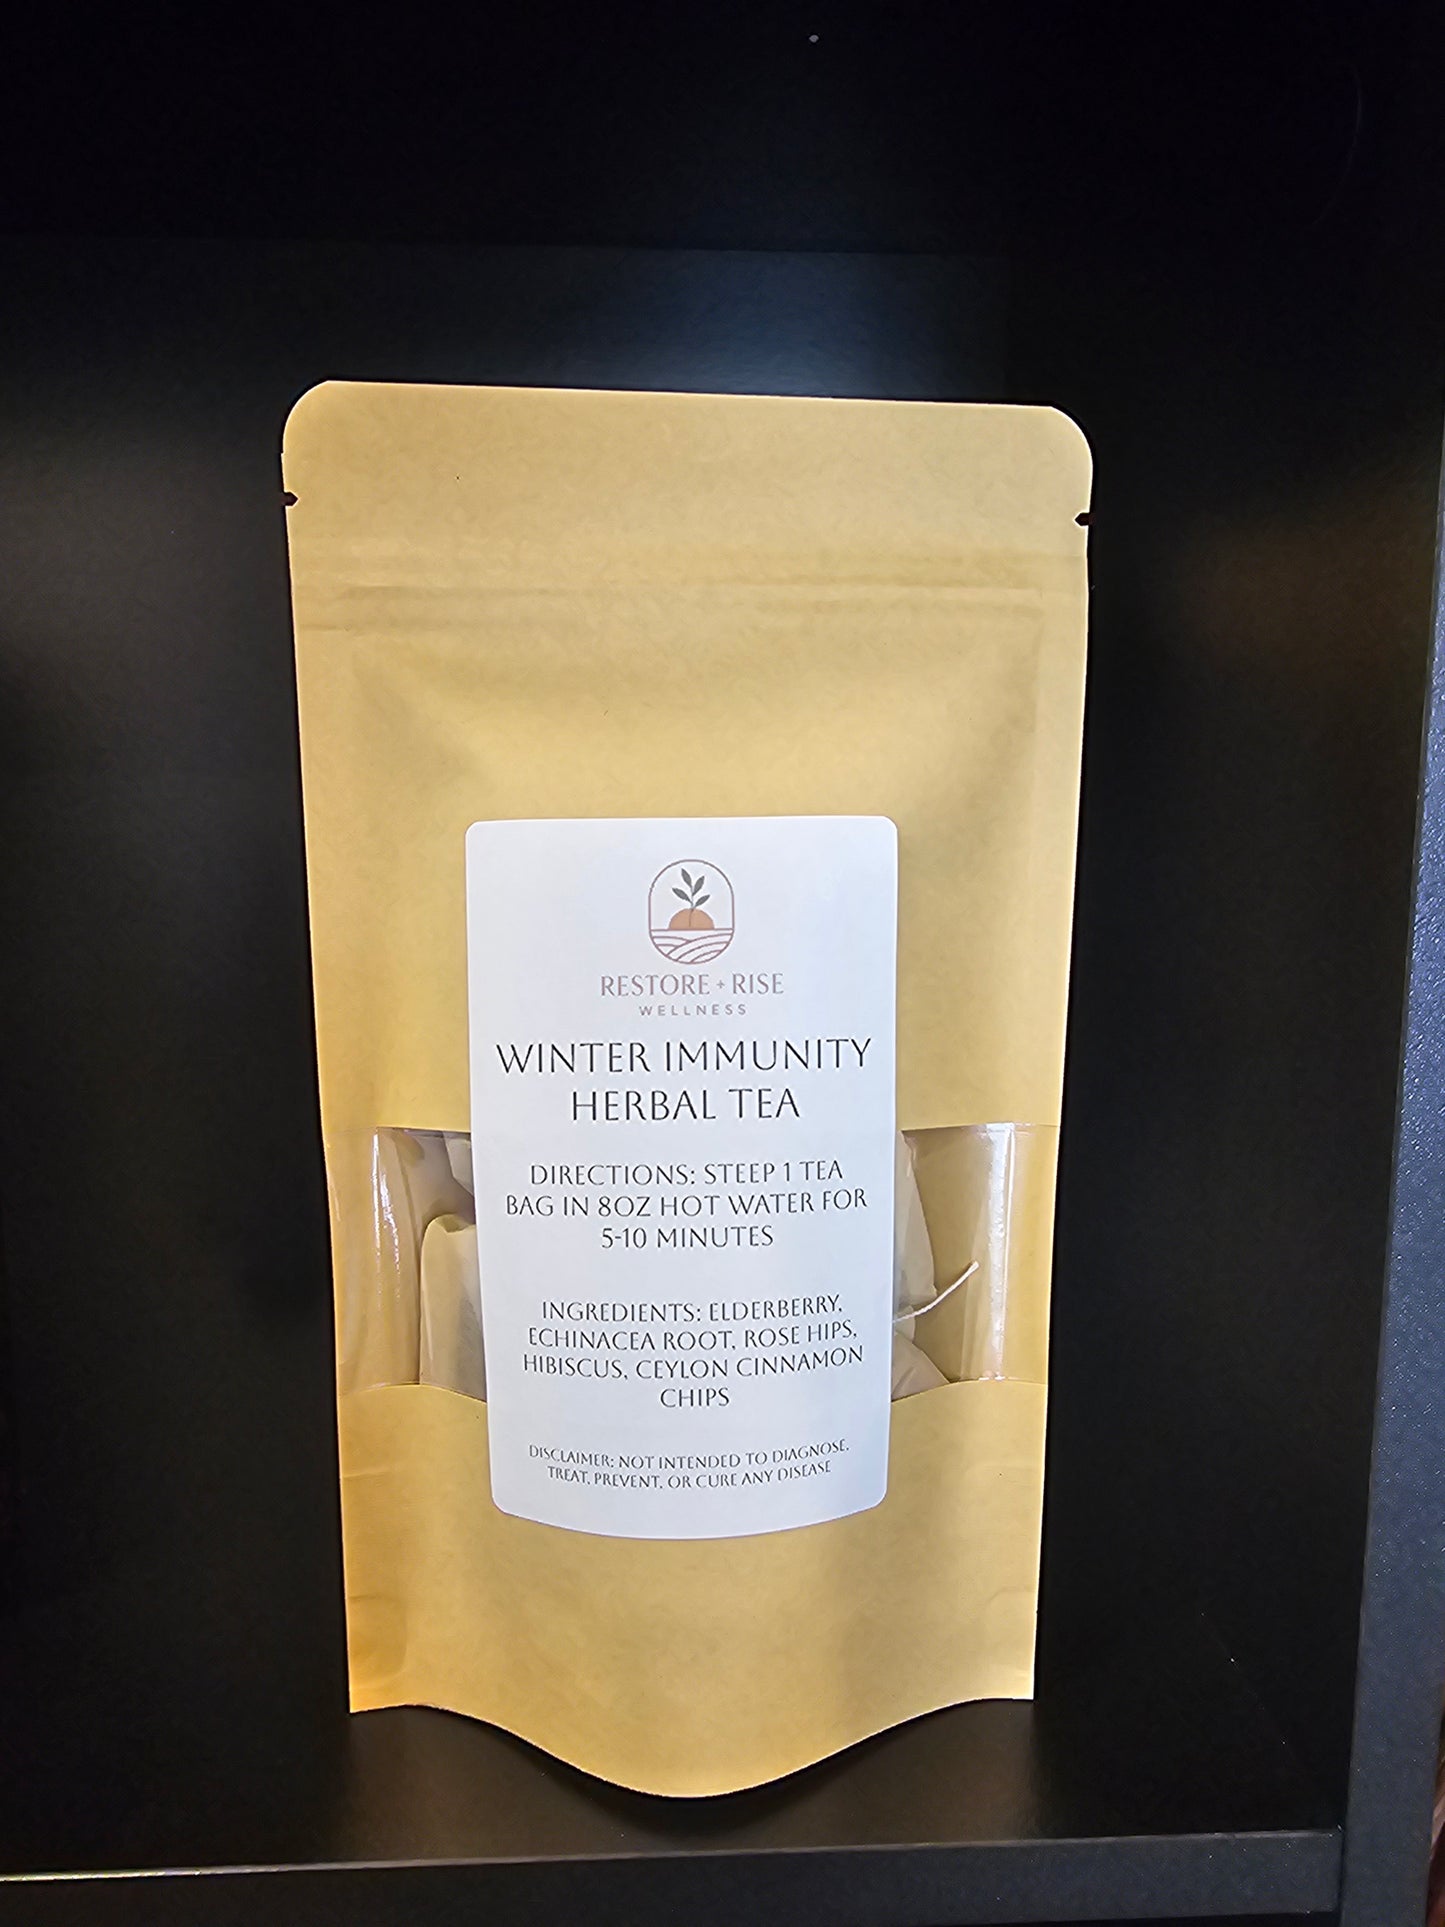 RESTORE + RISE
WELLNESS
WINTER IMMUNITY
HERBAL TEA
DIRECTIONS: STEEP 1 TEA
BAG IN 8OZ HOT WATER FOR
5-10 MINUTES
INGREDIENTS: ELDERBERRY,
ECHINACEA ROOT, ROSE HIPS,
HIBISCUS, CEYLON CINNAMON
CHIPS
DISCLAIMER: NOT INTENDED TO DIAGNOSE,
TREAT, PREVENT, OR CURE ANY DISEASE